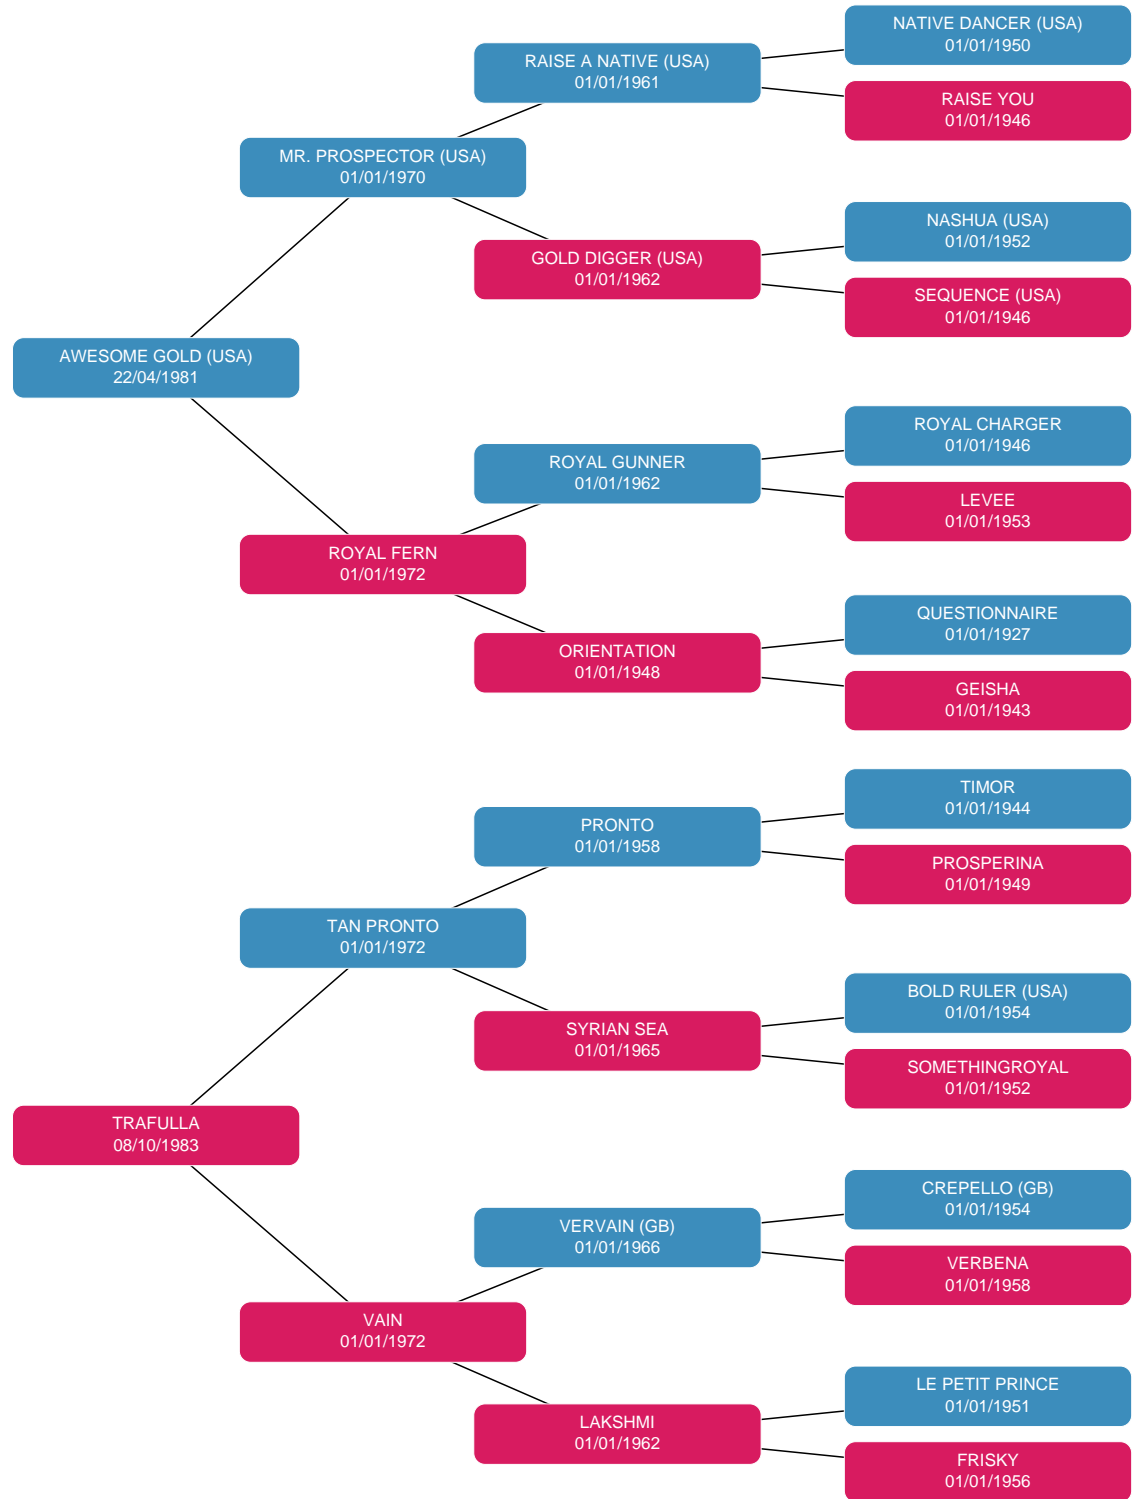 NATIVE DANCER (USA)
01/01/1950
RAISE A NATIVE (USA)
01/01/1961
RAISE YOU
01/01/1946
MR. PROSPECTOR (USA)
01/01/1970
NASHUA (USA)
01/01/1952
GOLD DIGGER (USA)
01/01/1962
SEQUENCE (USA)
01/01/1946
AWESOME GOLD (USA)
22/04/1981
ROYAL CHARGER
01/01/1946
ROYAL GUNNER
01/01/1962
LEVEE
01/01/1953
ROYAL FERN
01/01/1972
QUESTIONNAIRE
01/01/1927
ORIENTATION
01/01/1948
GEISHA
01/01/1943
TIMOR
01/01/1944
PRONTO
01/01/1958
PROSPERINA
01/01/1949
TAN PRONTO
01/01/1972
BOLD RULER (USA)
01/01/1954
SYRIAN SEA
01/01/1965
SOMETHINGROYAL
01/01/1952
TRAFULLA
08/10/1983
CREPELLO (GB)
01/01/1954
VERVAIN (GB)
01/01/1966
VERBENA
01/01/1958
VAIN
01/01/1972
LE PETIT PRINCE
01/01/1951
LAKSHMI
01/01/1962
FRISKY
01/01/1956